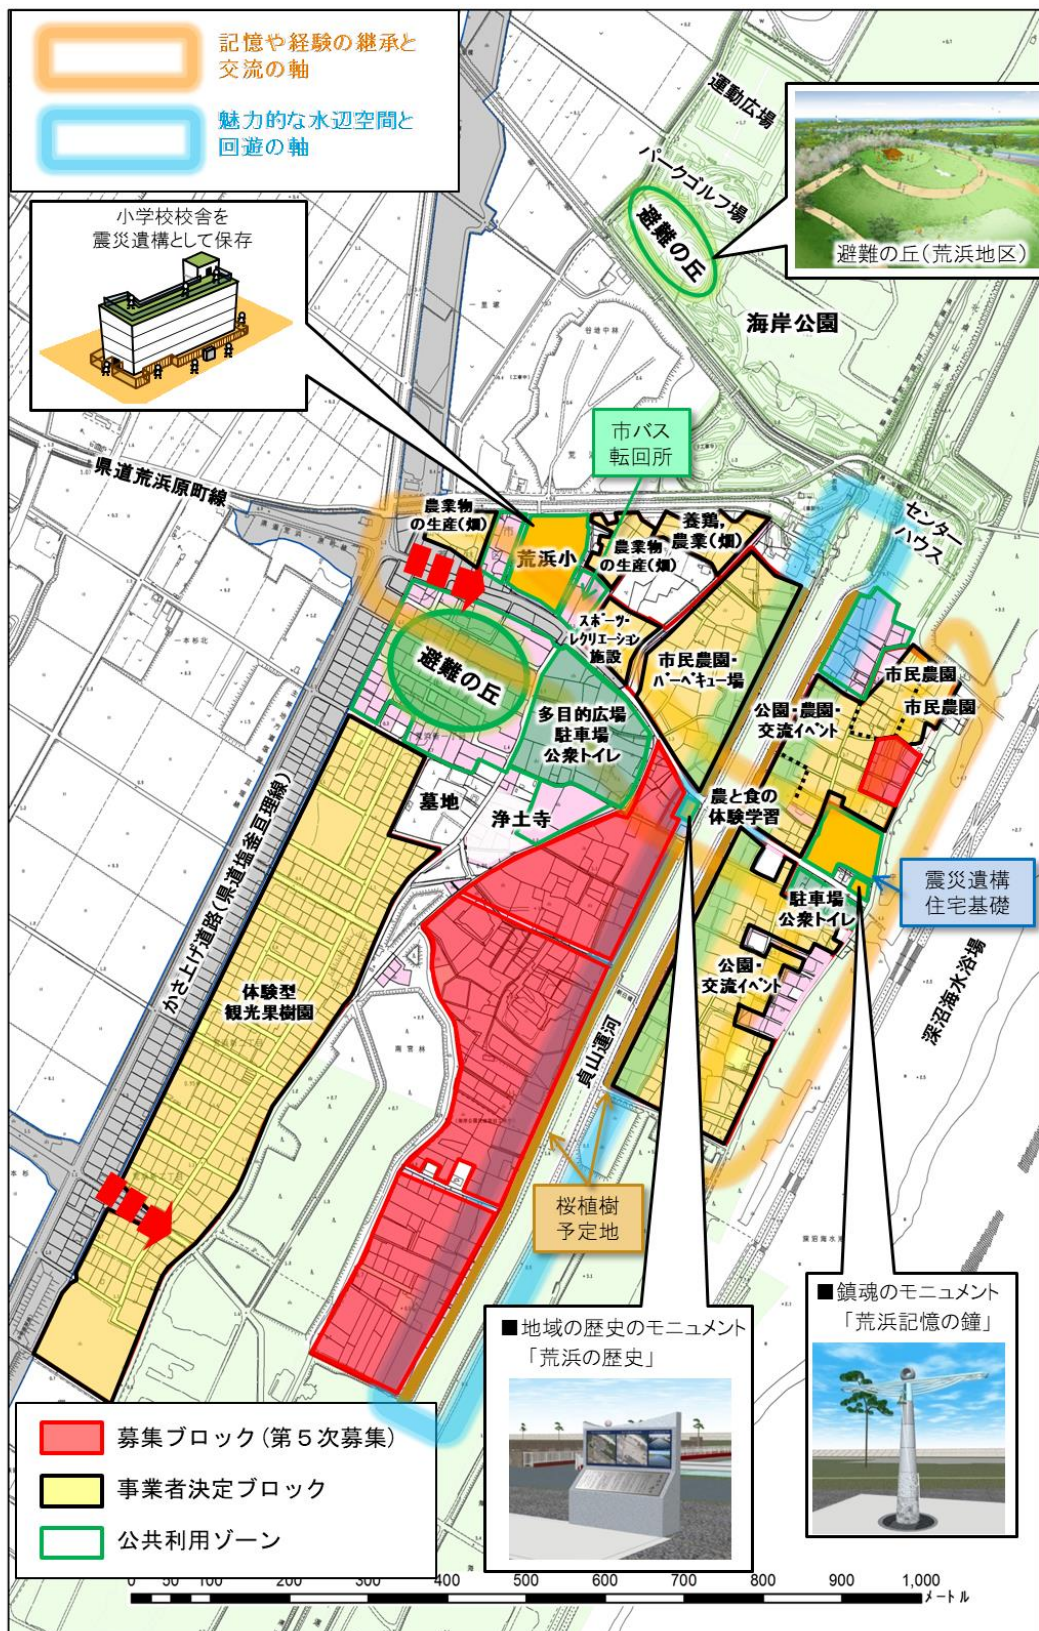 記憶や経験の継承と
交流の軸
魅力的な水辺空間と
回遊の軸
小学校校舎を
震災遺構として保存
運動広場
パークゴルフ場
避難の丘
避難の丘(荒浜地区)
海岸公園
市バス
転回所
県道荒浜原町線
センター
ハウス
農業物
の生産(畑)
荒浜小
農業物
の生産(畑)
養鶏,
農業(畑)
スポーツ・
レクリエーション
施設
市民農園・
バーベキュー場
避難の丘
多目的広場
駐車場
公衆トイレ
市民農園
市民農園
公園・農園・
交流イベント
墓地
浄土寺
農と食の
体験学習
震災遺構
住宅基礎
駐車場
公衆トイレ
かさ上げ道路(県道塩釜亘理線)
体験型
観光果樹園
公園・
交流イベント
深沼海水浴場
貞山運河
桜植樹
予定地
■地域の歴史のモニュメント
「荒浜の歴史」
■鎮魂のモニュメント
「荒浜記憶の鐘」
募集ブロック(第5次募集)
事業者決定ブロック
公共利用ゾーン
0 50 100 200 300 400 500 600 700 800 900 1,000
メートル